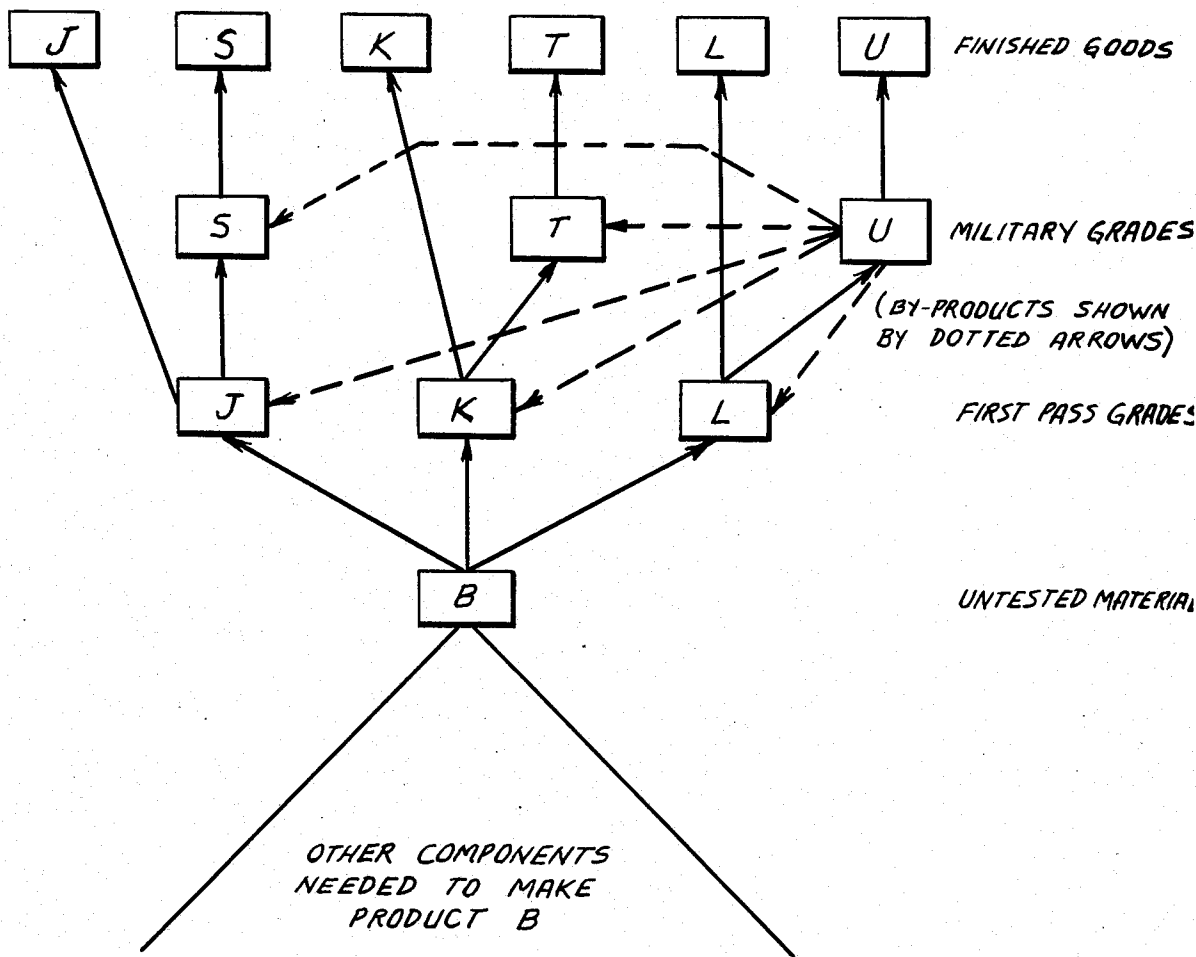 J S K T L U FINISHED GOODS
S T U MILITARY GRADES
(BY-PRODUCTS SHOWN
BY DOTTED ARROWS)
J K L FIRST PASS GRADES
B UNTESTED MATERIAL
OTHER COMPONENTS
NEEDED TO MAKE
PRODUCT B